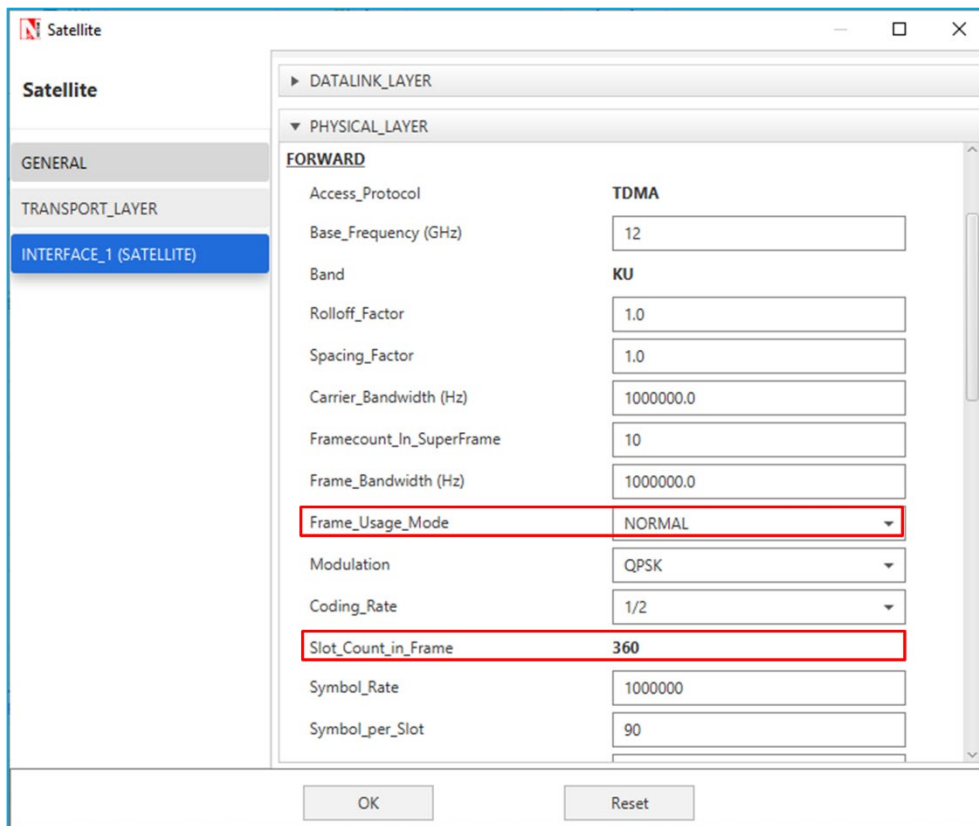 Satellite
Satellite
GENERAL
TRANSPORT_LAYER
INTERFACE_1 (SATELLITE)
DATALINK_LAYER
PHYSICAL_LAYER
FORWARD
Access_Protocol TDMA
Base_Frequency (GHz) 12
Band KU
Rolloff_Factor 1.0
Spacing_Factor 1.0
Carrier_Bandwidth (Hz) 1000000.0
Framecount_In_SuperFrame 10
Frame_Bandwidth (Hz) 1000000.0
Frame_Usage_Mode NORMAL
Modulation QPSK
Coding_Rate 1/2
Slot_Count_in_Frame 360
Symbol_Rate 1000000
Symbol_per_Slot 90
OK Reset